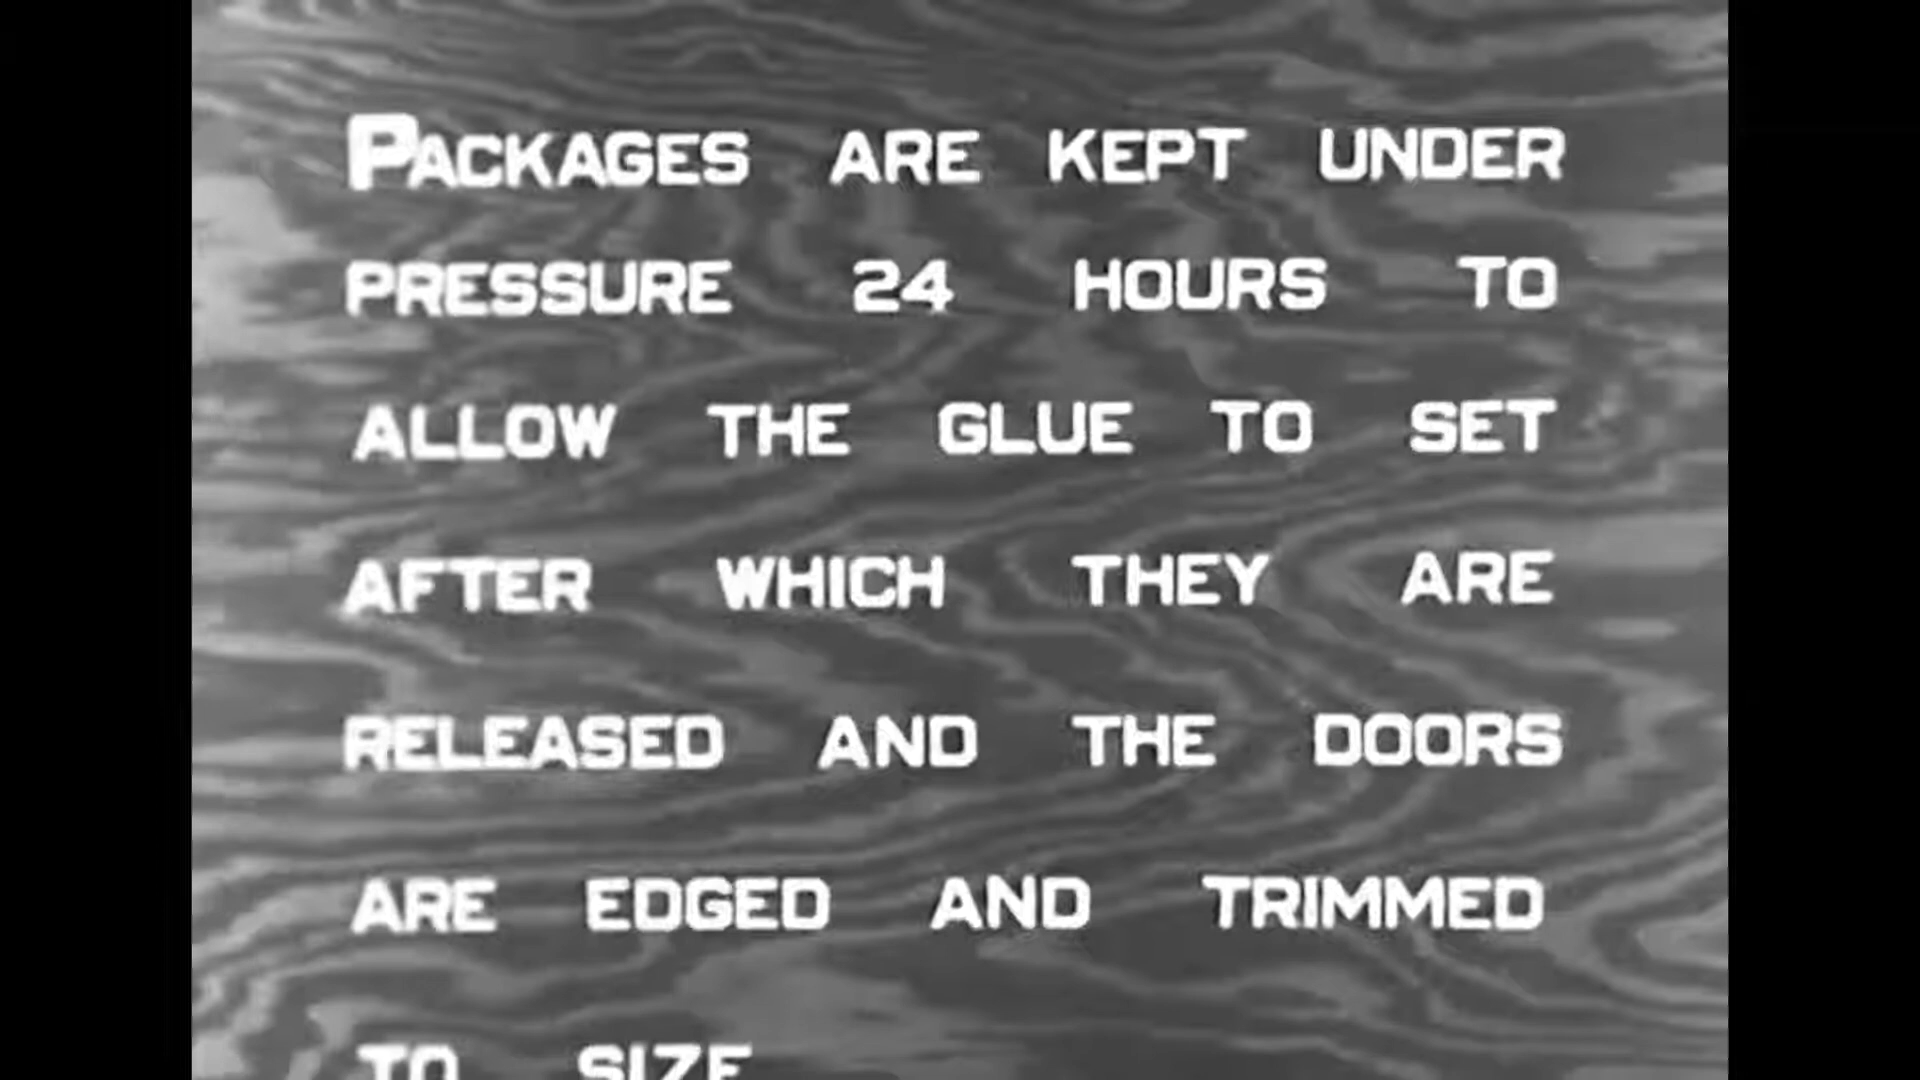 PACKAGES ARE KEPT UNDER
PRESSURE 24 HOURS TO
ALLOW THE GLUE TO SET
AFTER WHICH THEY ARE
RELEASED AND THE DOORS
ARE EDGED AND TRIMMED
TO SIZE